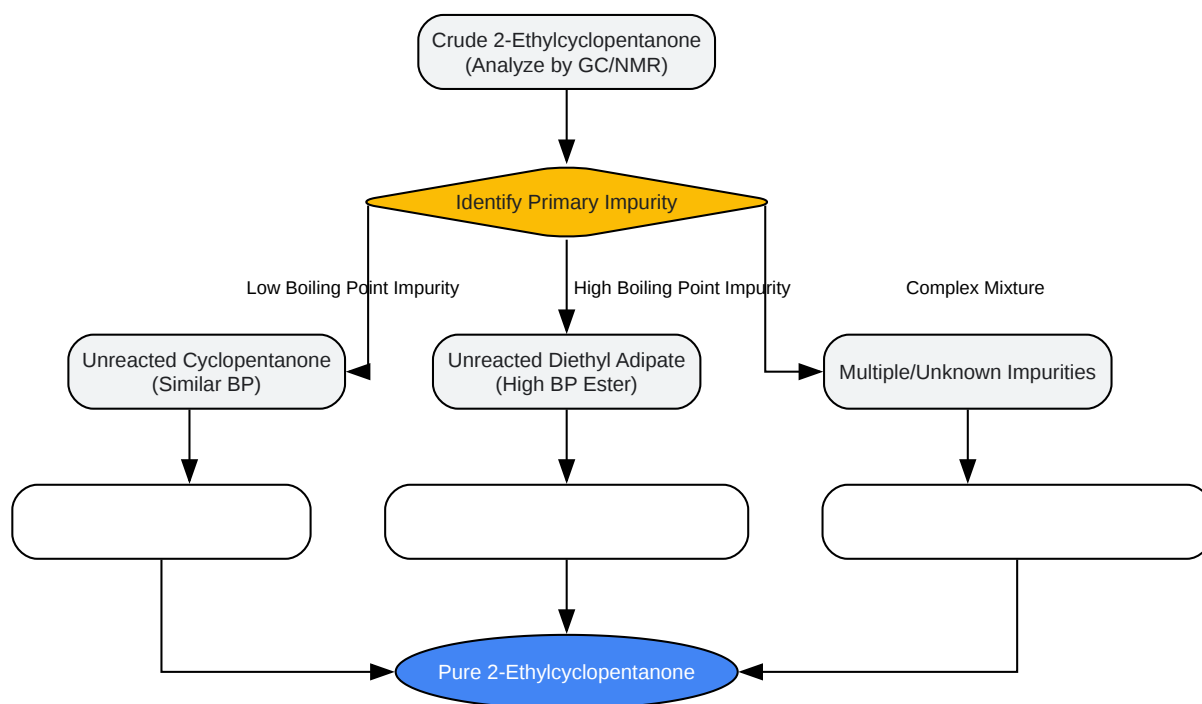 Crude 2-Ethylcyclopentanone
(Analyze by GC/NMR)
Identify Primary Impurity
Low Boiling Point Impurity
High Boiling Point Impurity
Complex Mixture
Unreacted Cyclopentanone
(Similar BP)
Unreacted Diethyl Adipate
(High BP Ester)
Multiple/Unknown Impurities
Pure 2-Ethylcyclopentanone